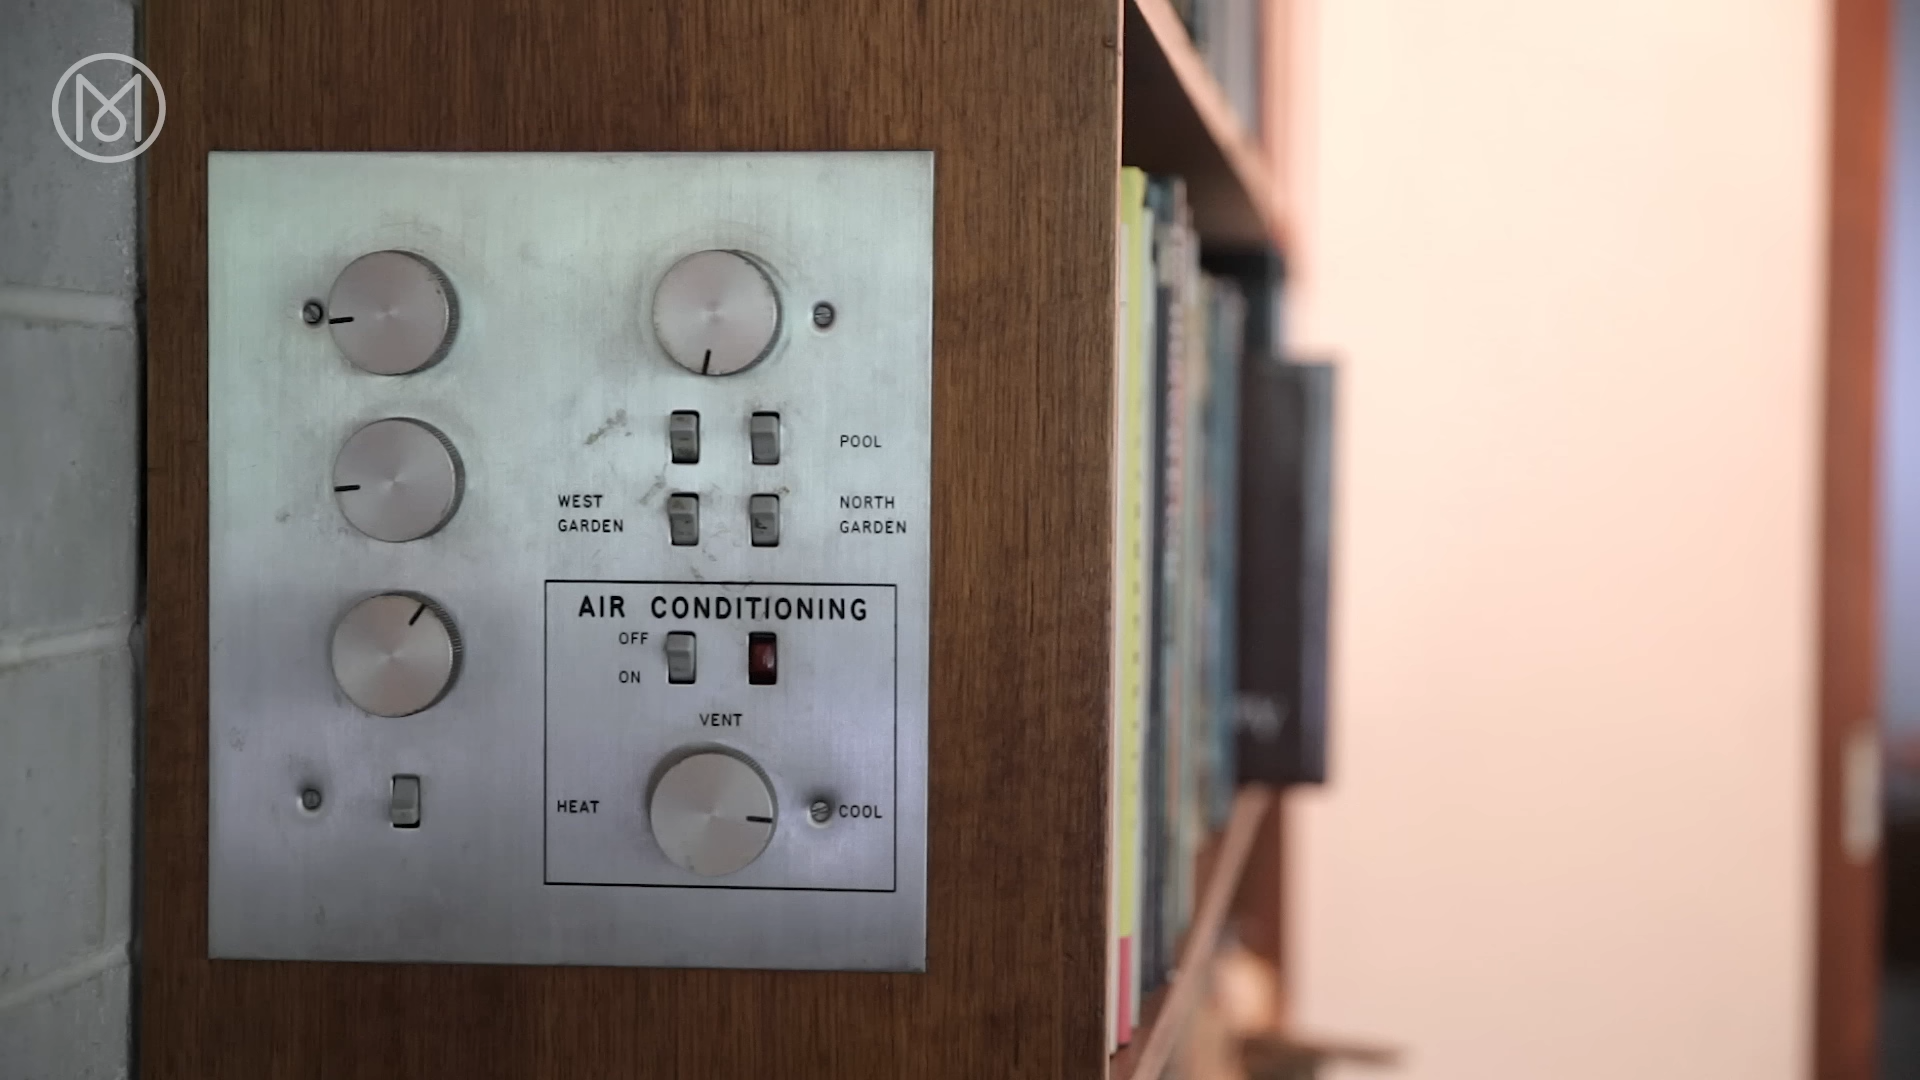 POOL
WEST
GARDEN
NORTH
GARDEN
AIR CONDITIONING
OFF
ON
VENT
HEAT
COOL